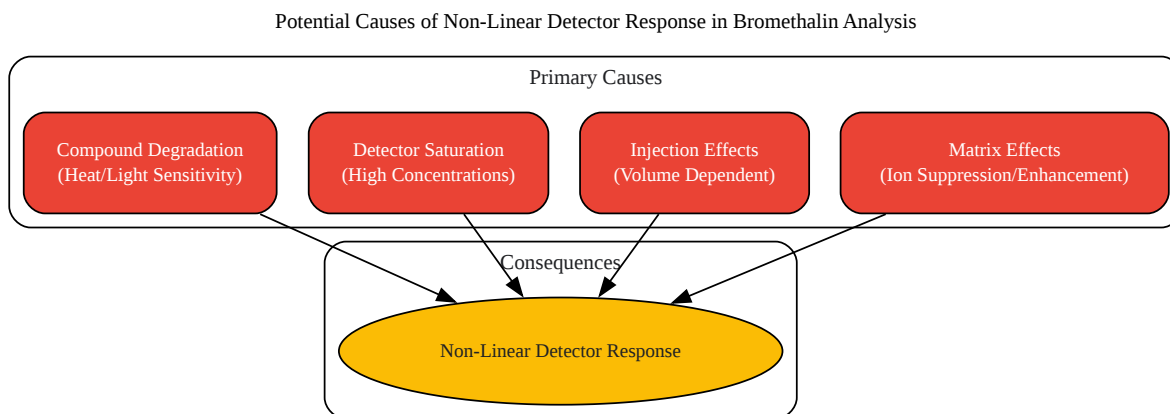 Potential Causes of Non-Linear Detector Response in Bromethalin Analysis
Primary Causes
Compound Degradation
(Heat/Light Sensitivity)
Detector Saturation
(High Concentrations)
Injection Effects
(Volume Dependent)
Matrix Effects
(Ion Suppression/Enhancement)
Consequences
Non-Linear Detector Response